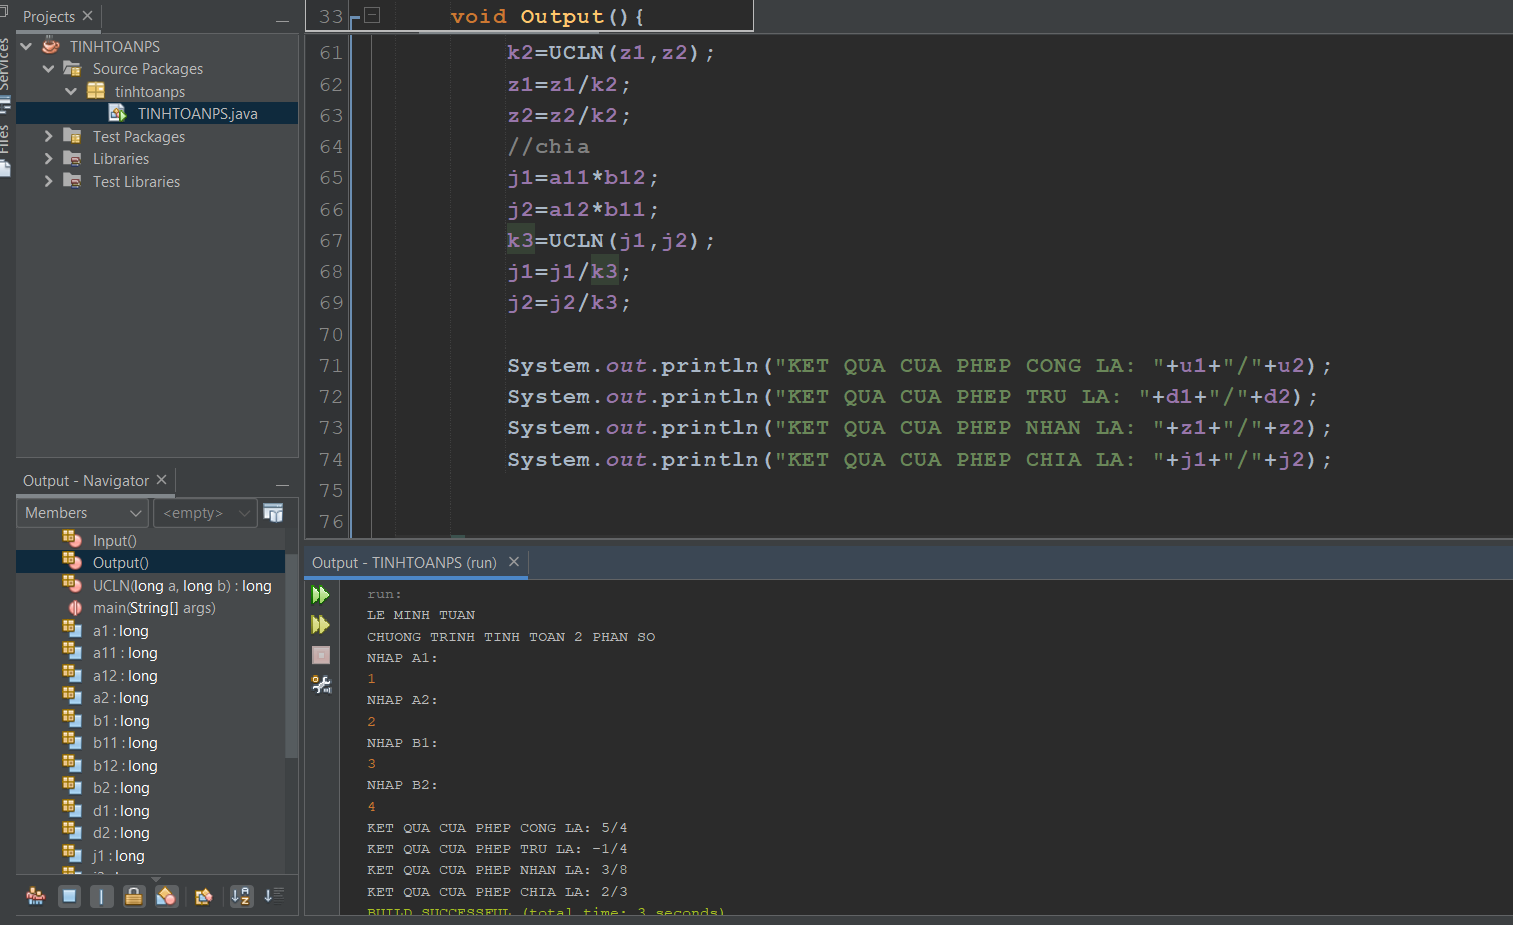 Projects
TINHTOANPS
Source Packages
tinhtoanps
TINHTOANPS.java
Test Packages
Libraries
Test Libraries
Services
Files
33 void Output(){
61 k2=UCLN(z1,z2);
62 z1=z1/k2;
63 z2=z2/k2;
64 //chia
65 j1=a11*b12;
66 j2=a12*b11;
67 k3=UCLN(j1,j2);
68 j1=j1/k3;
69 j2=j2/k3;
70
71 System.out.println("KET QUA CUA PHEP CONG LA: "+u1+"/"+u2);
72 System.out.println("KET QUA CUA PHEP TRU LA: "+d1+"/"+d2);
73 System.out.println("KET QUA CUA PHEP NHAN LA: "+z1+"/"+z2);
74 System.out.println("KET QUA CUA PHEP CHIA LA: "+j1+"/"+j2);
75
76
Output - Navigator
Members <empty>
Input()
Output()
UCLN(long a, long b) : long
main(String[] args)
a1 : long
a11 : long
a12 : long
a2 : long
b1 : long
b11 : long
b12 : long
b2 : long
d1 : long
d2 : long
j1 : long
Output - TINHTOANPS (run)
run:
LE MINH TUAN
CHUONG TRINH TINH TOAN 2 PHAN SO
NHAP A1:
1
NHAP A2:
2
NHAP B1:
3
NHAP B2:
4
KET QUA CUA PHEP CONG LA: 5/4
KET QUA CUA PHEP TRU LA: -1/4
KET QUA CUA PHEP NHAN LA: 3/8
KET QUA CUA PHEP CHIA LA: 2/3
BUILD SUCCESSFUL (total time: 3 seconds)